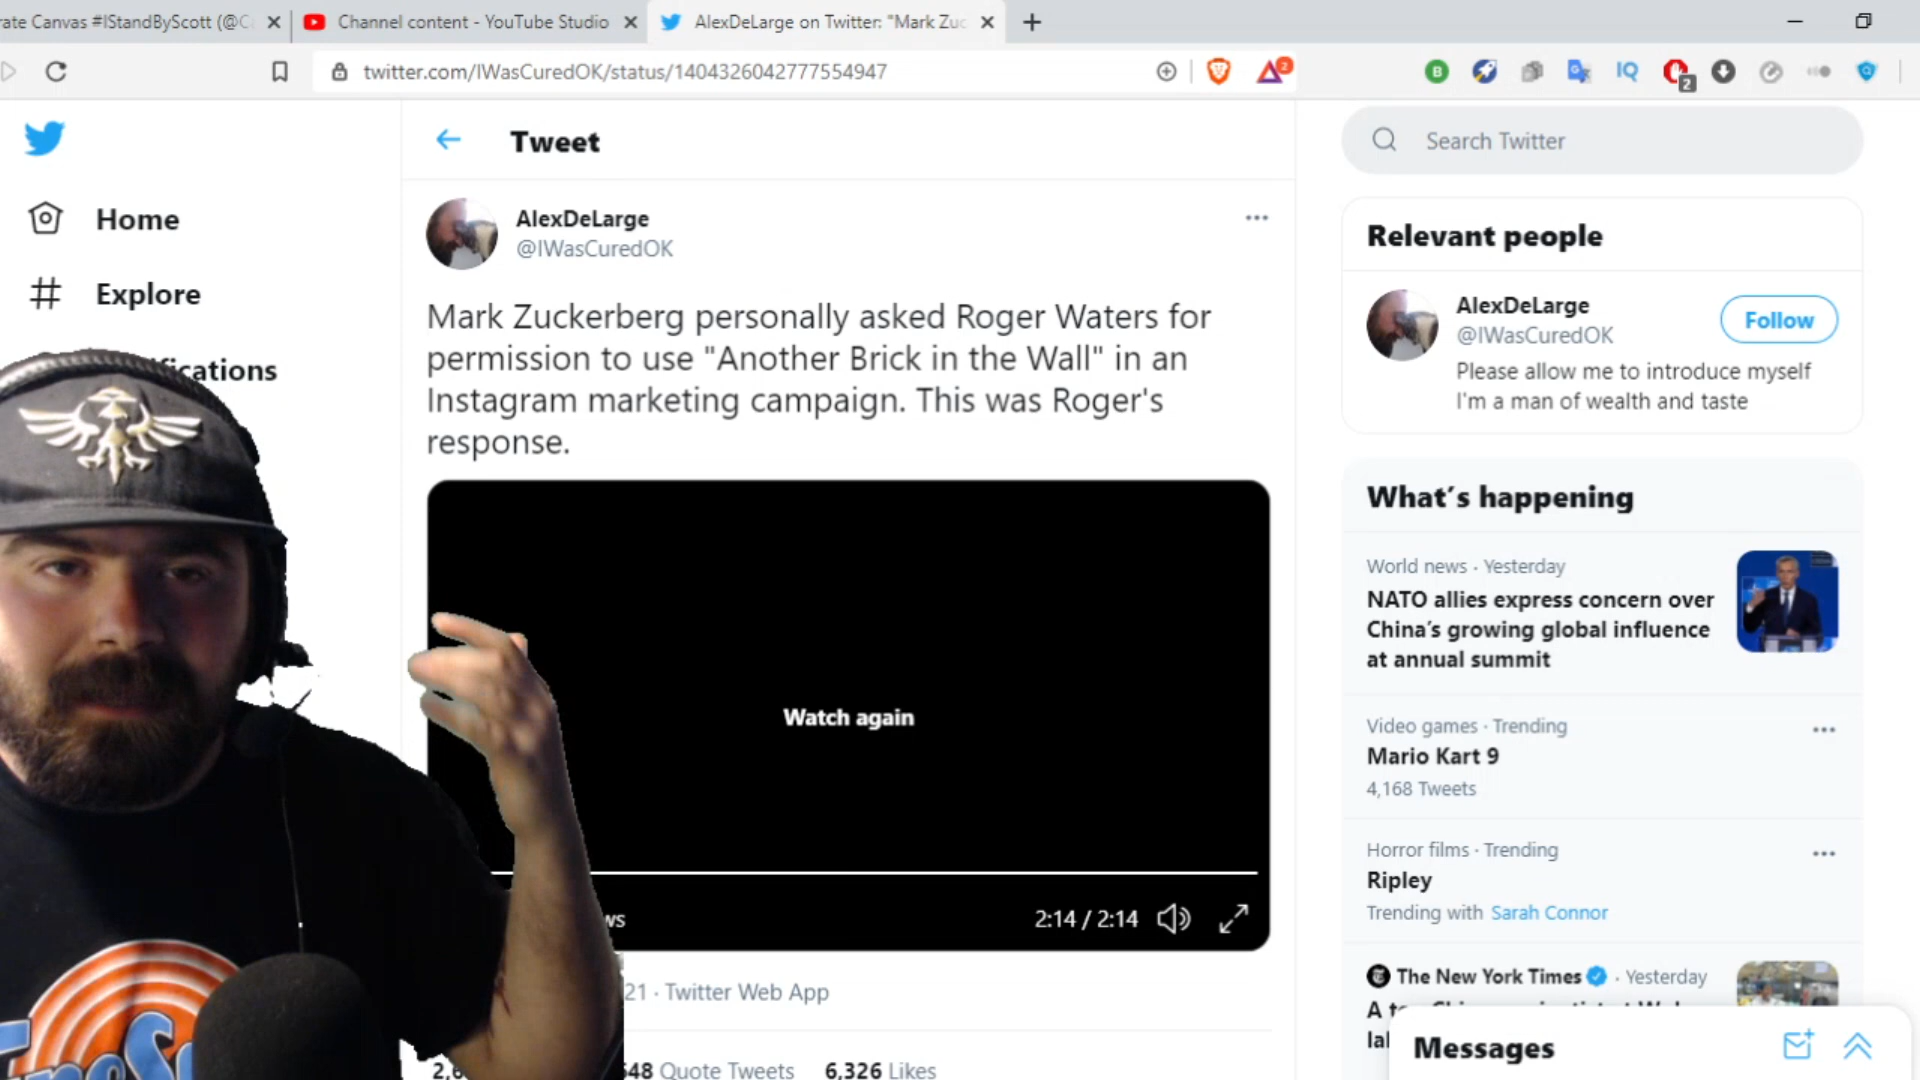 rate Canvas #IStandByScott (@C
Channel content - YouTube Studio
AlexDeLarge on Twitter: "Mark Zuc
twitter.com/IWasCuredOK/status/1404326042777554947
2
B
IQ
2
Home
Explore
ications
Tweet
AlexDeLarge
@IWasCuredOK
Mark Zuckerberg personally asked Roger Waters for
permission to use "Another Brick in the Wall" in an
Instagram marketing campaign. This was Roger's
response.
Watch again
ws
2:14 / 2:14
21 · Twitter Web App
548 Quote Tweets
6,326 Likes
Search Twitter
Relevant people
AlexDeLarge
@IWasCuredOK
Follow
Please allow me to introduce myself
I'm a man of wealth and taste
What's happening
World news · Yesterday
NATO allies express concern over
China's growing global influence
at annual summit
Video games · Trending
Mario Kart 9
4,168 Tweets
Horror films · Trending
Ripley
Trending with Sarah Connor
The New York Times · Yesterday
Messages